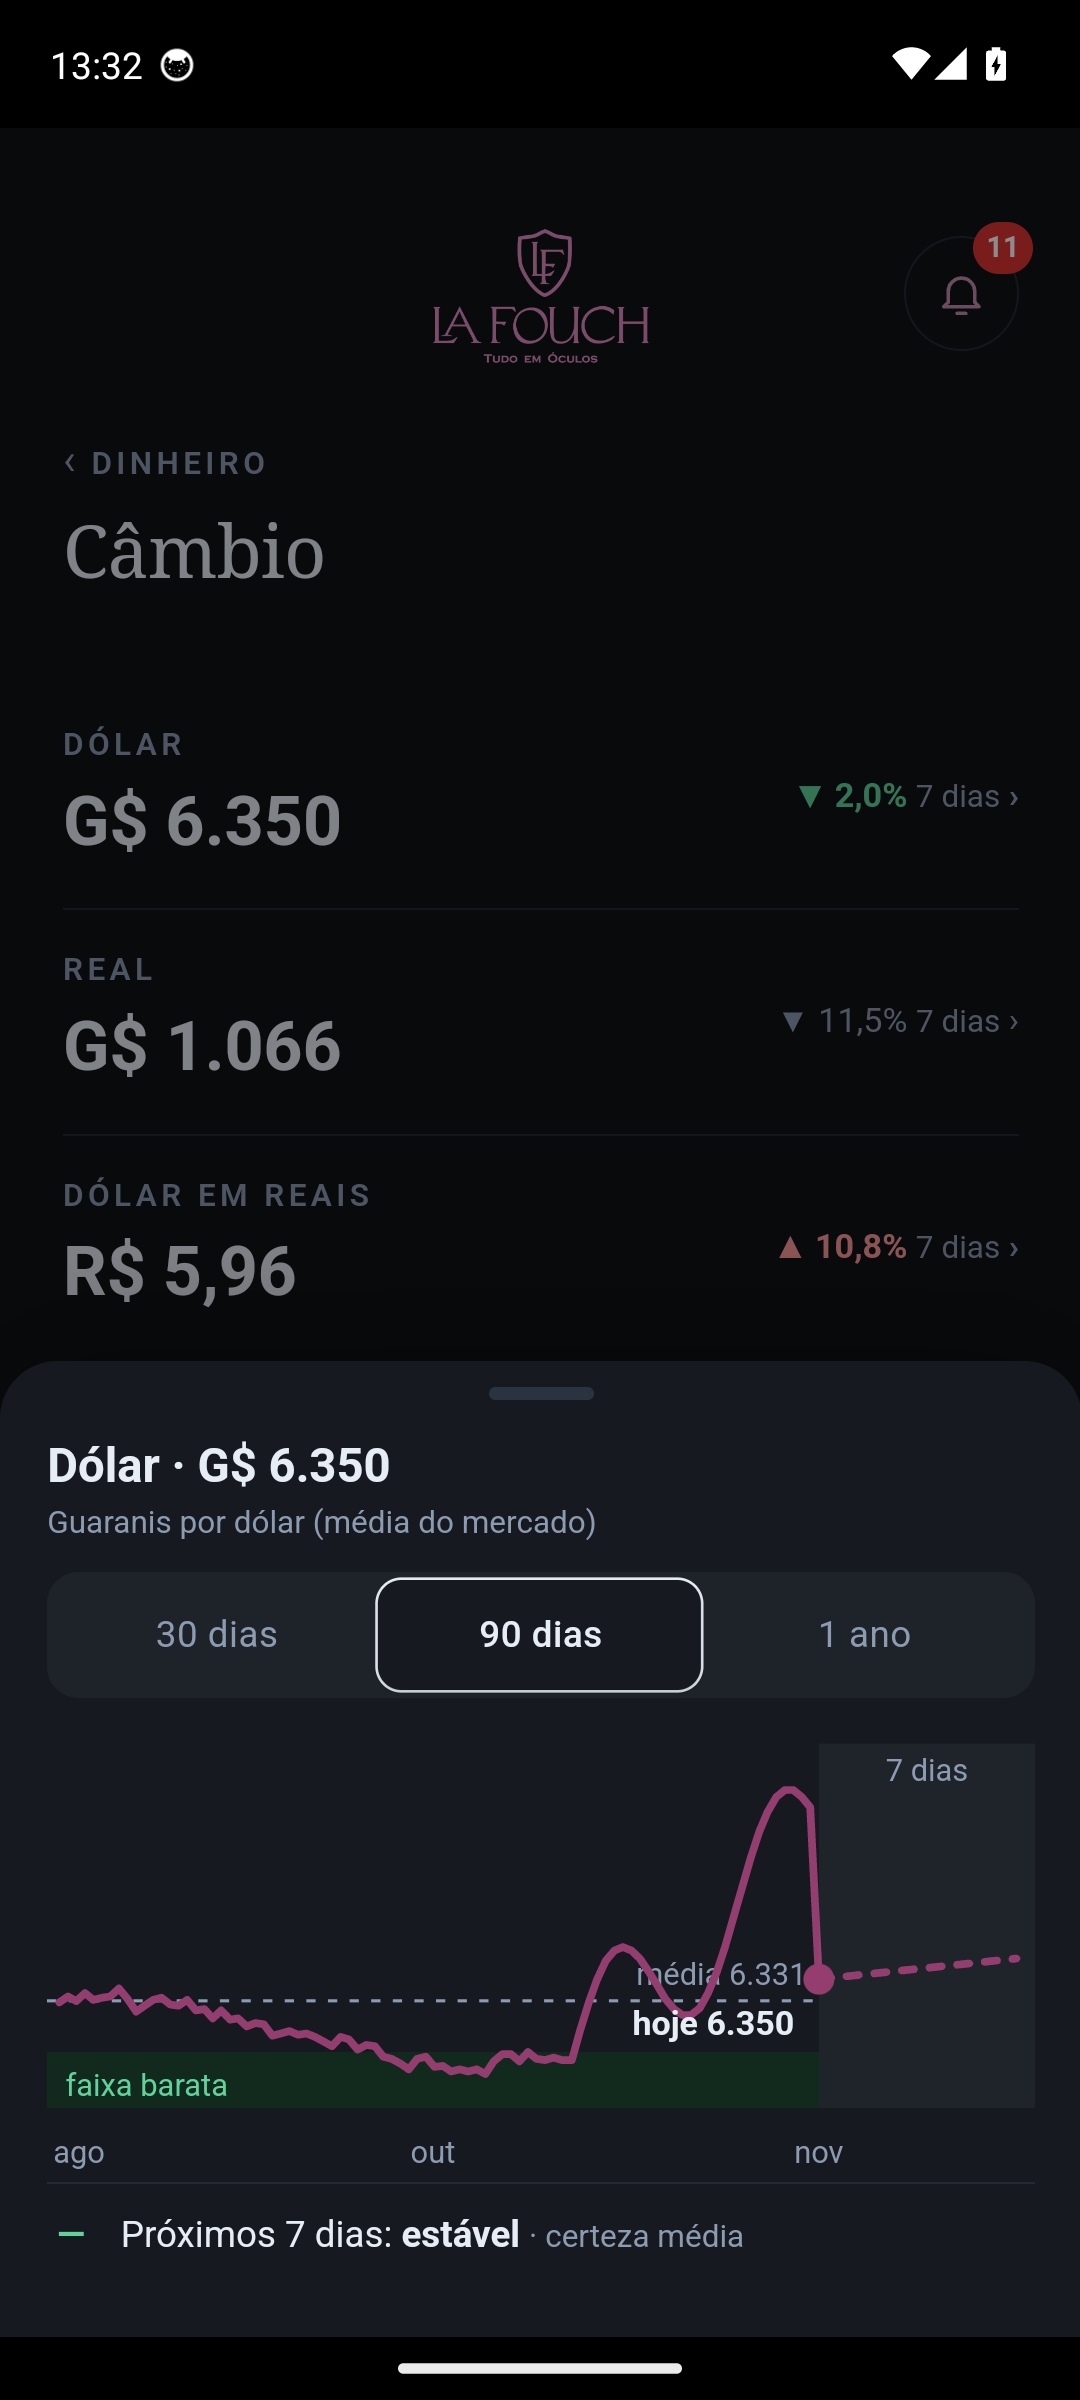 13:32
11
LF
LA FOUCH
TUDO EM ÓCULOS
‹ DINHEIRO
Câmbio
DÓLAR
G$ 6.350
▼ 2,0% 7 dias ›
REAL
G$ 1.066
▼ 11,5% 7 dias ›
DÓLAR EM REAIS
R$ 5,96
▲ 10,8% 7 dias ›
Dólar · G$ 6.350
Guaranis por dólar (média do mercado)
30 dias 90 dias 1 ano
7 dias
média 6.331
hoje 6.350
faixa barata
ago out nov
Próximos 7 dias: estável · certeza média